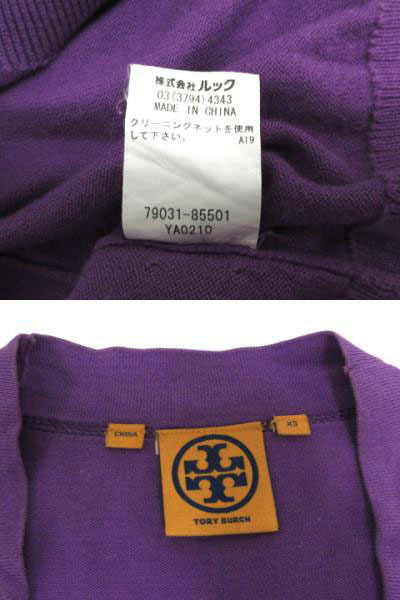 株式会社 ルック
03(3794)4343
MADE IN CHINA
クリーニングネットを使用
して下さい。 A19
79031-85501
YA0210
CHINA
XS
TORY BURCH